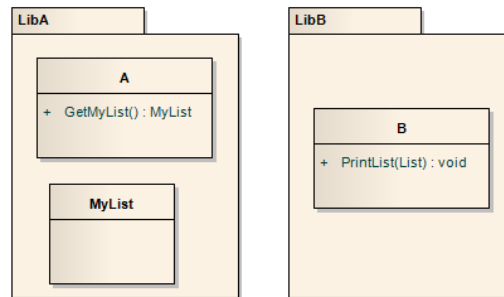 LibA
A
+ GetMyList() : MyList
MyList
LibB
B
+ PrintList(List) : void